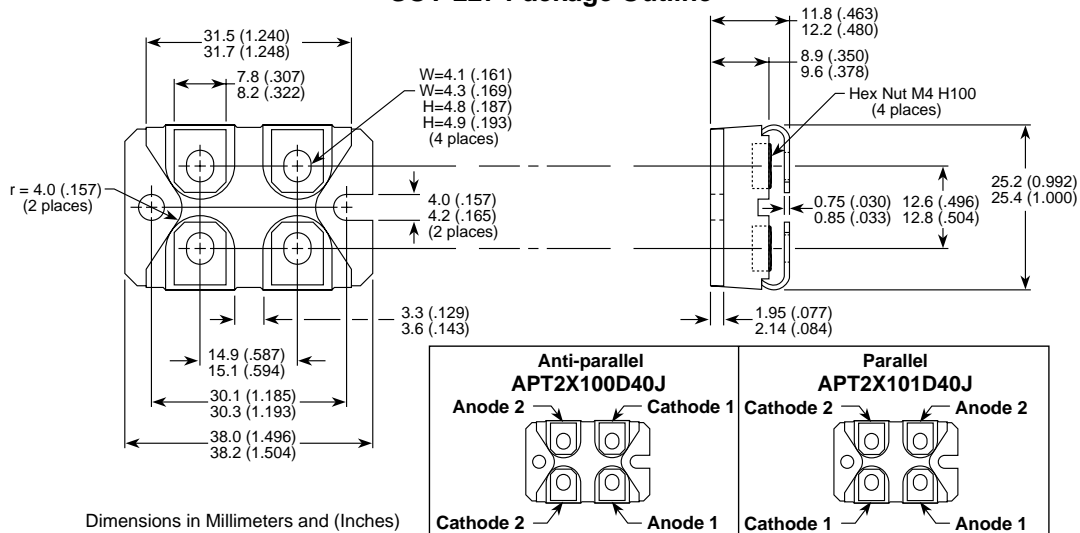 31.5 (1.240)
31.7 (1.248)
7.8 (.307)
8.2 (.322)
W=4.1 (.161)
W=4.3 (.169)
H=4.8 (.187)
H=4.9 (.193)
(4 places)
r = 4.0 (.157)
(2 places)
4.0 (.157)
4.2 (.165)
(2 places)
3.3 (.129)
3.6 (.143)
14.9 (.587)
15.1 (.594)
30.1 (1.185)
30.3 (1.193)
38.0 (1.496)
38.2 (1.504)
Dimensions in Millimeters and (Inches)
11.8 (.463)
12.2 (.480)
8.9 (.350)
9.6 (.378)
Hex Nut M4 H100
(4 places)
0.75 (.030)
0.85 (.033)
12.6 (.496)
12.8 (.504)
25.2 (0.992)
25.4 (1.000)
1.95 (.077)
2.14 (.084)
Anti-parallel
APT2X100D40J
Anode 2
Cathode 1
Cathode 2
Anode 1
Parallel
APT2X101D40J
Cathode 2
Anode 2
Cathode 1
Anode 1